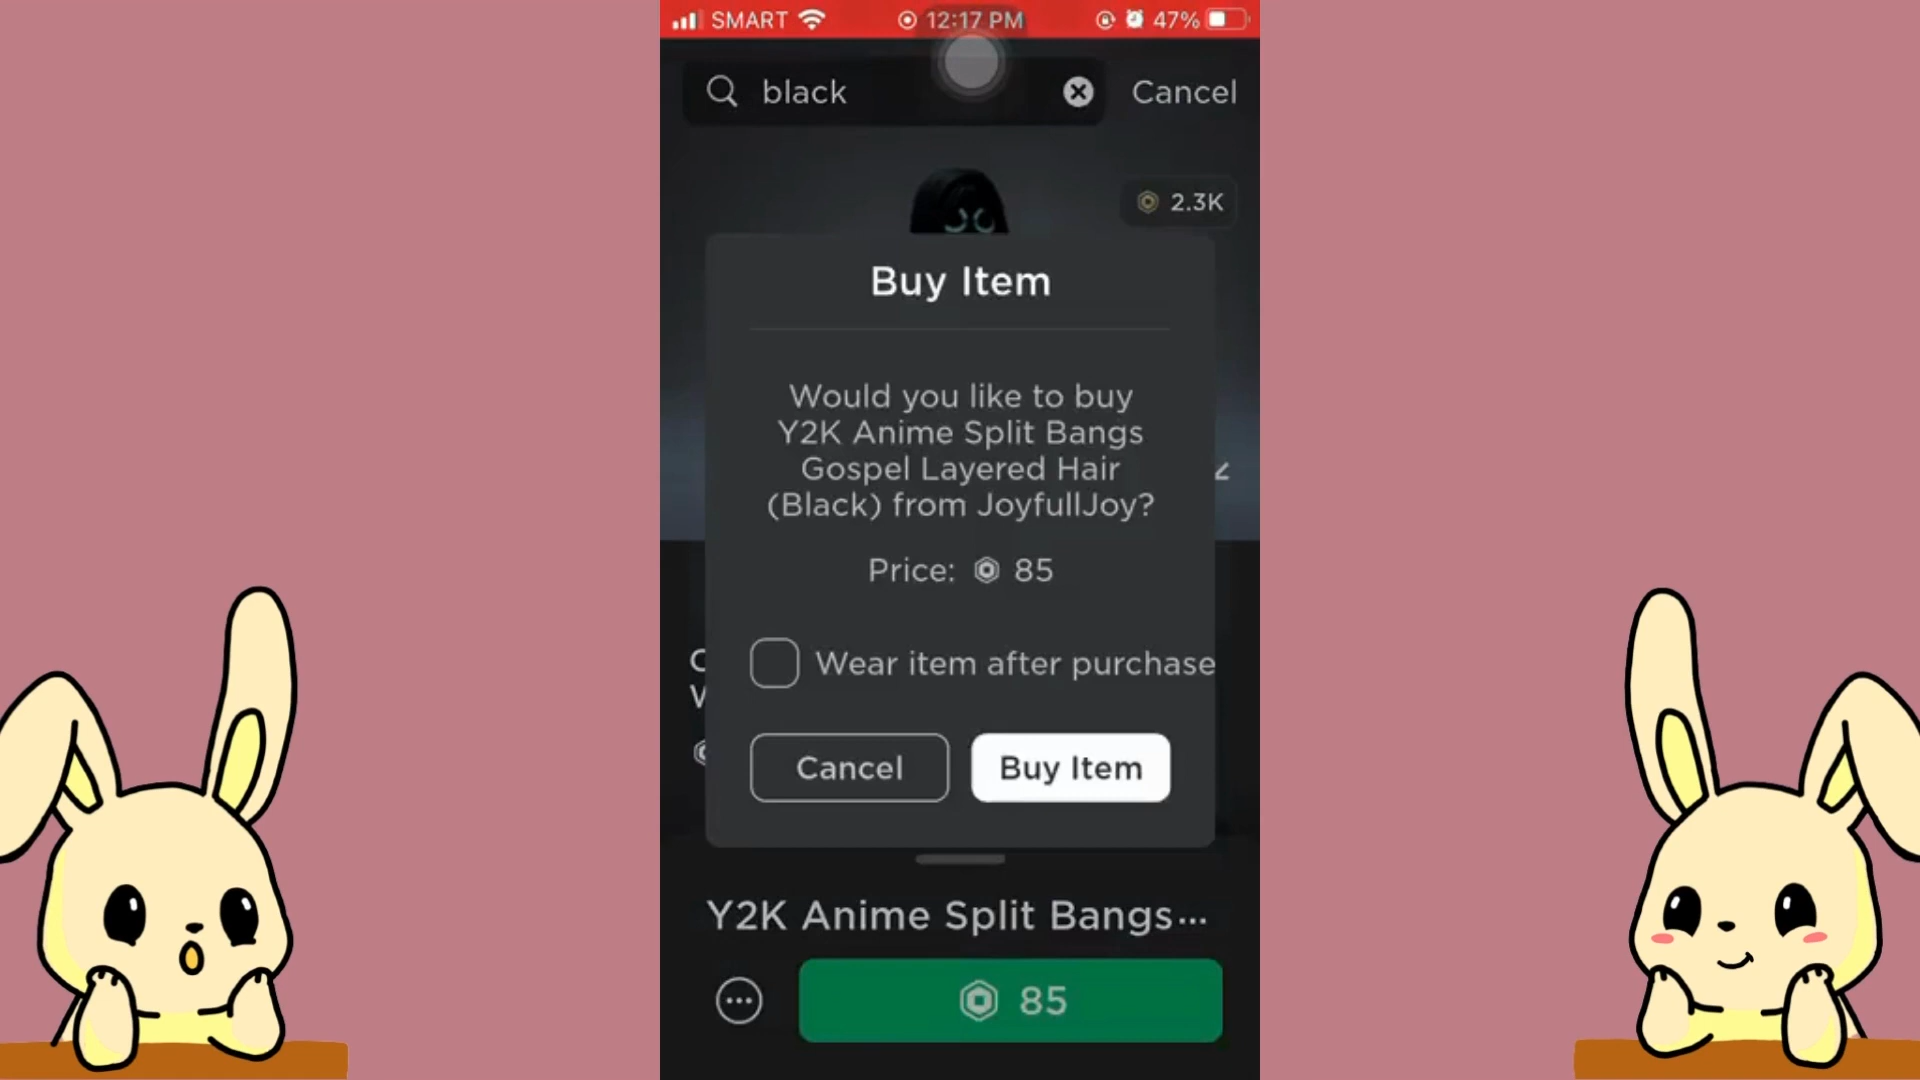 SMART 12:17 PM 47%
black Cancel
2.3K
Buy Item
Would you like to buy
Y2K Anime Split Bangs
Gospel Layered Hair
(Black) from JoyfullJoy?
Price: 85
Wear item after purchase
Cancel Buy Item
Y2K Anime Split Bangs...
85